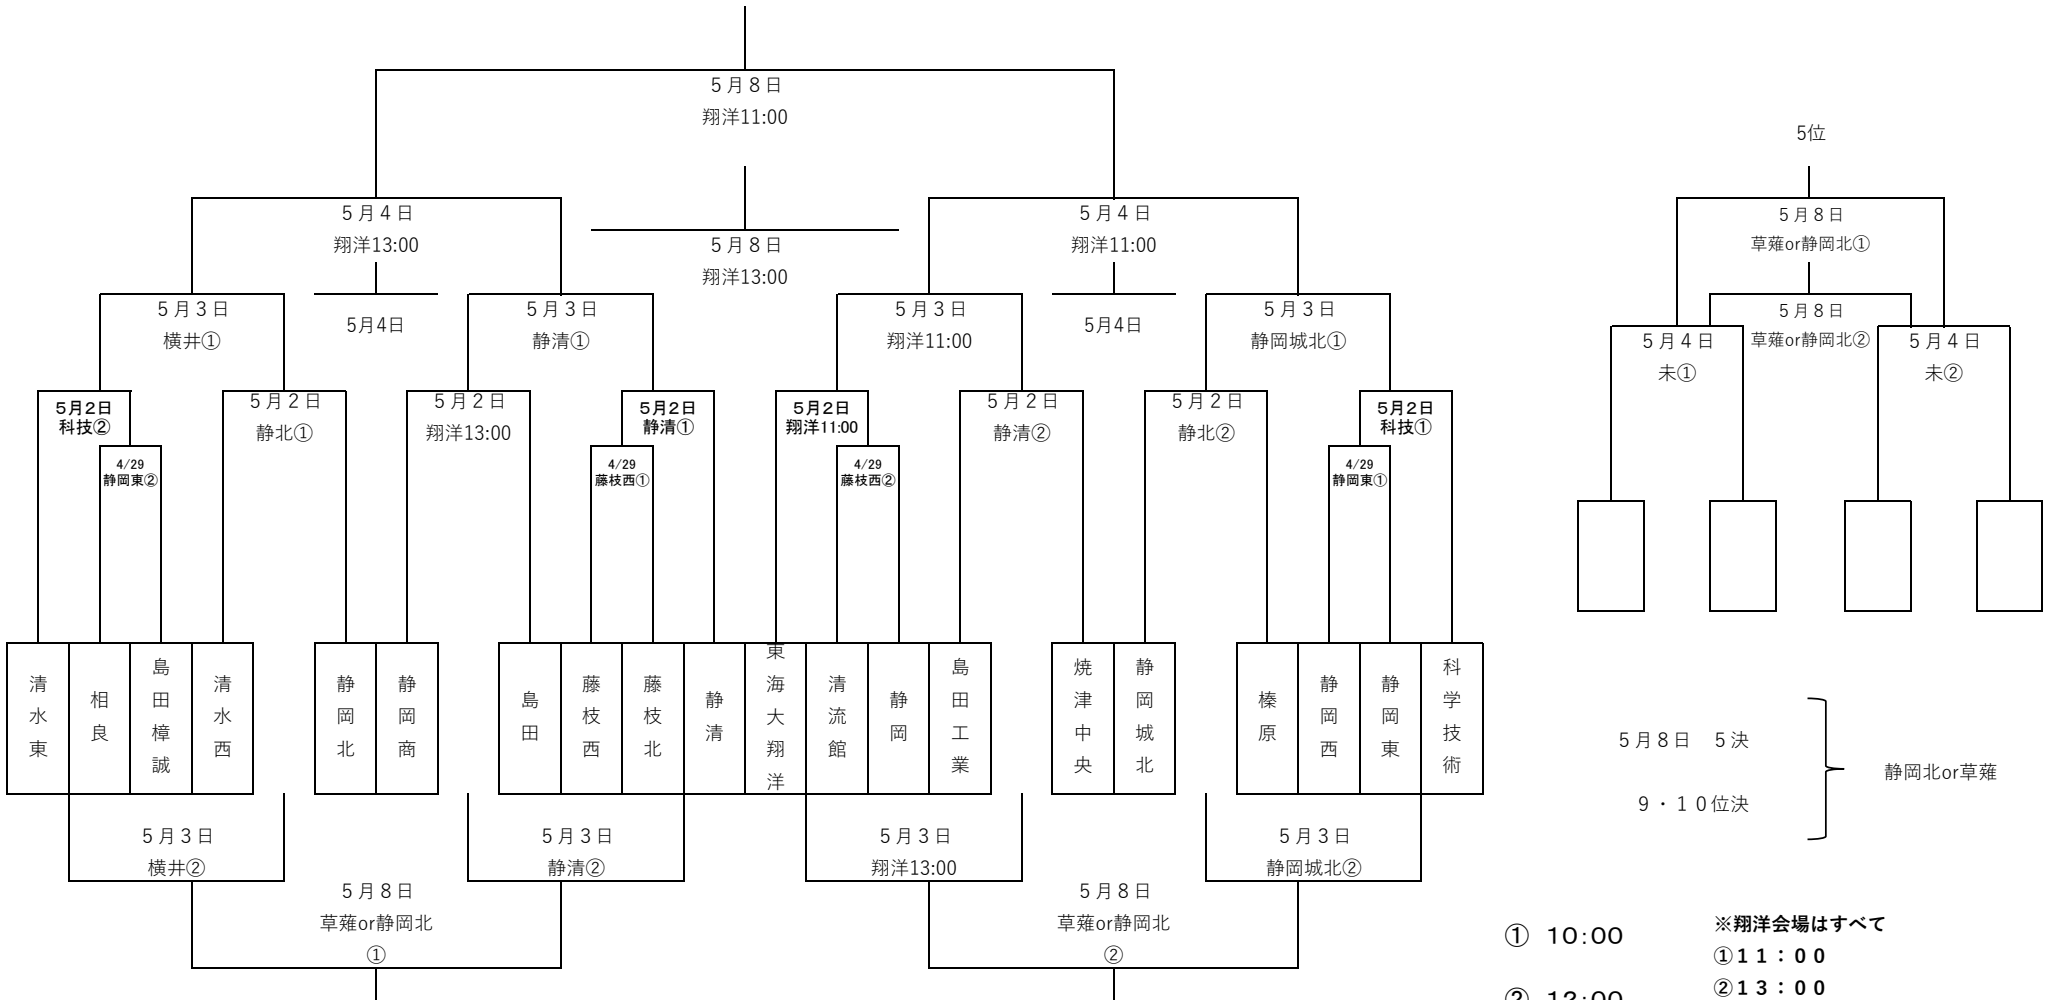 ５月８日
翔洋11:00
5位
５月４日
翔洋13:00
５月８日
翔洋13:00
５月４日
翔洋11:00
５月８日
草薙or静岡北①
５月３日
横井①
5月4日
５月３日
静清①
５月３日
翔洋11:00
5月4日
５月３日
静岡城北①
５月８日
草薙or静岡北②
５月４日
未①
５月４日
未②
５月２日
科技②
５月２日
静北①
５月２日
翔洋13:00
５月２日
静清①
５月２日
翔洋11:00
５月２日
静清②
５月２日
静北②
５月２日
科技①
4/29
静岡東②
4/29
藤枝西①
4/29
藤枝西②
4/29
静岡東①
清水東
相良
島田樟誠
清水西
静岡北
静岡商
島田
藤枝西
藤枝北
静清
東海大翔洋
清流館
静岡
島田工業
焼津中央
静岡城北
榛原
静岡西
静岡東
科学技術
５月８日　５決
９・１０位決
静岡北or草薙
５月３日
横井②
５月３日
静清②
５月３日
翔洋13:00
５月３日
静岡城北②
５月８日
草薙or静岡北
①
５月８日
草薙or静岡北
②
① 10:00
② 12:00
※翔洋会場はすべて
①１１：００
②１３：００